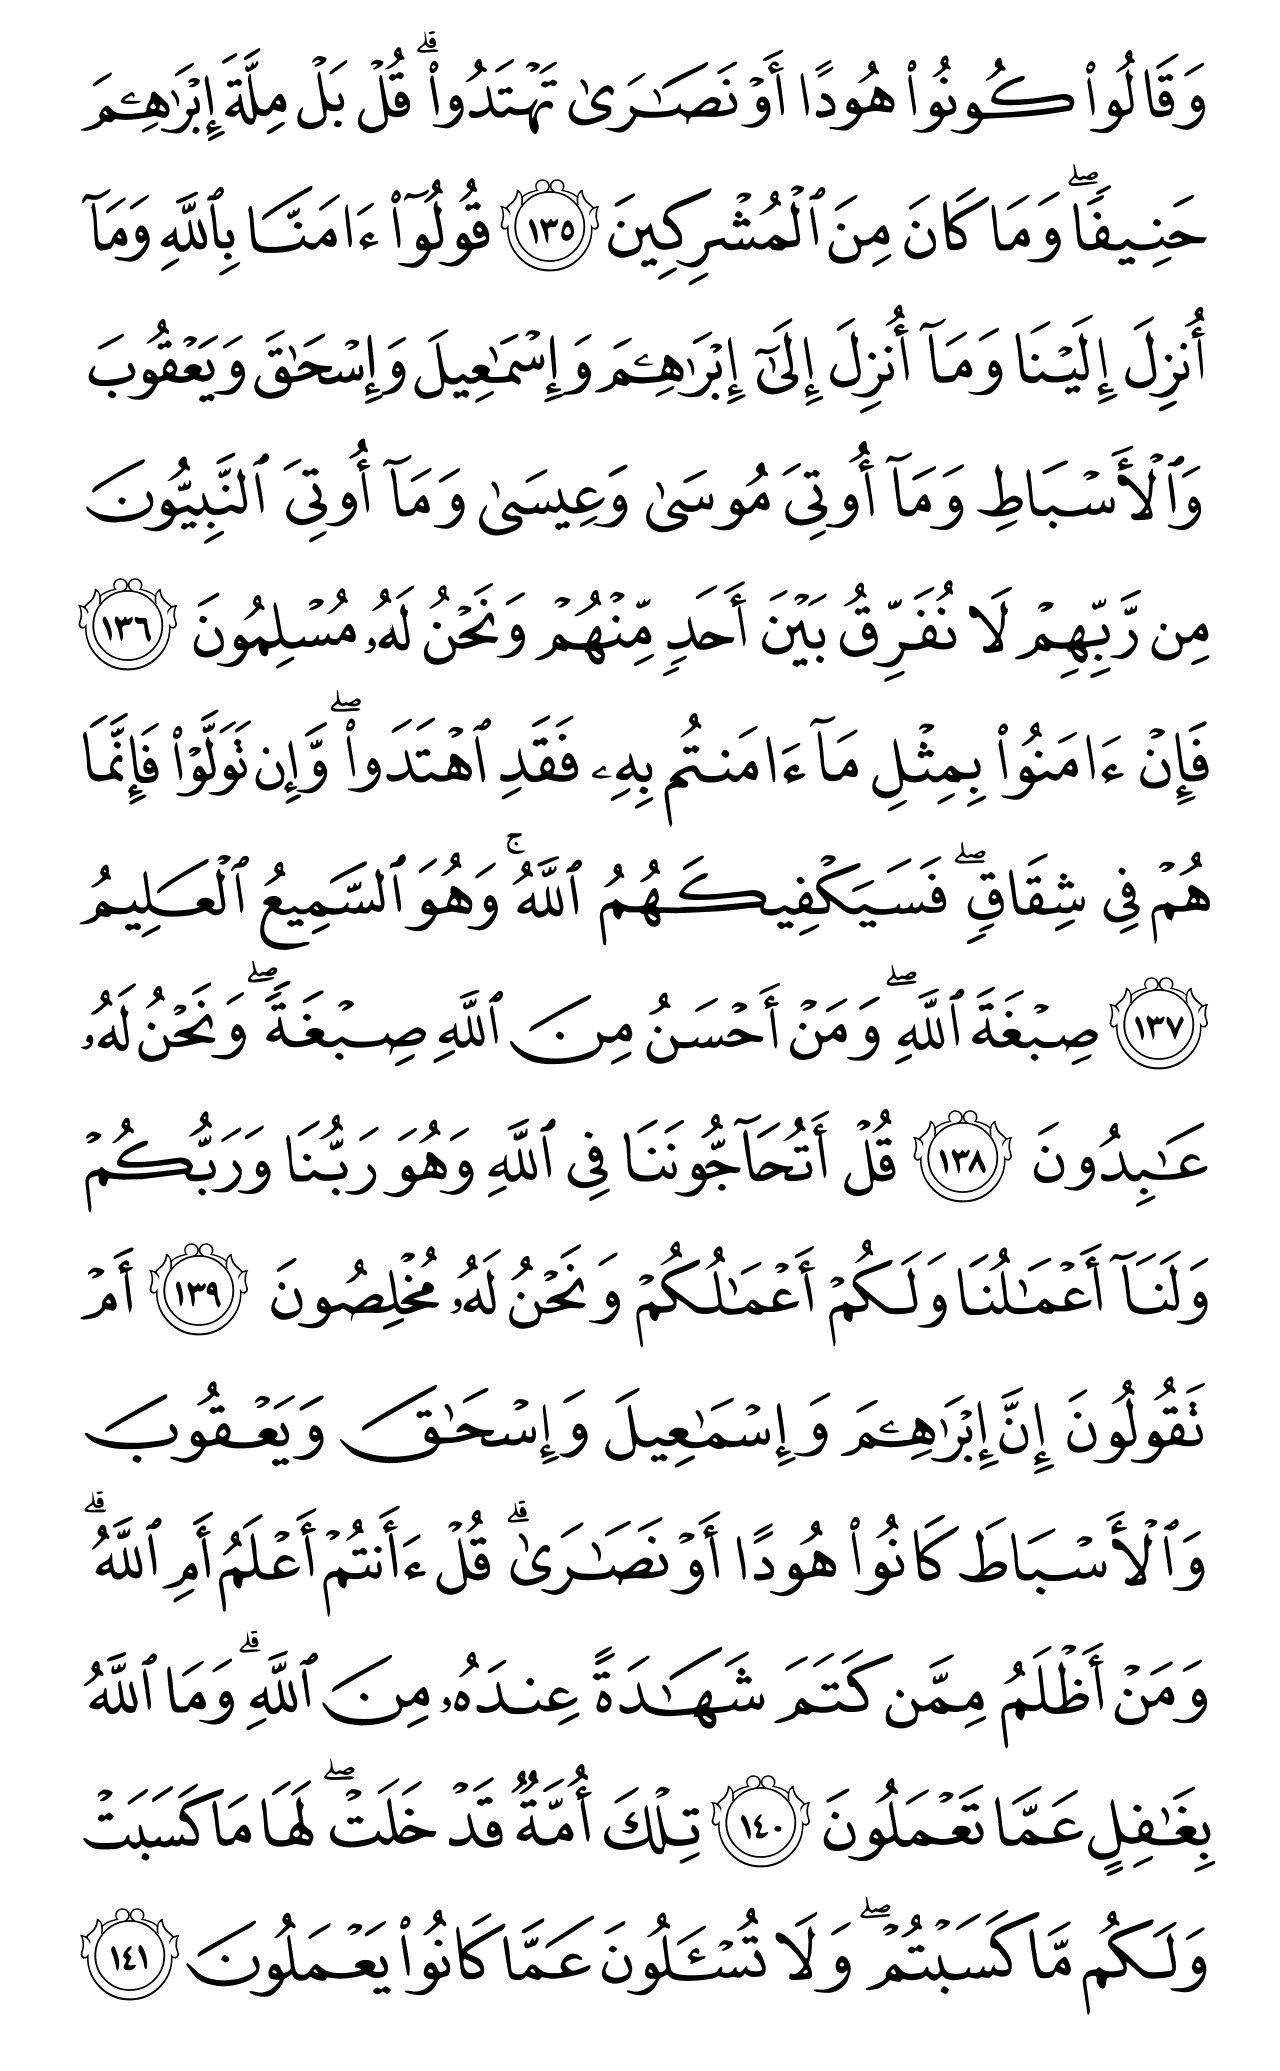 وَقَالُوا۟ كُونُوا۟ هُودًا أَوْ نَصَـٰرَىٰ تَهْتَدُوا۟ ۗ قُلْ بَلْ مِلَّةَ إِبْرَٰهِـۧمَ
حَنِيفًا ۖ وَمَا كَانَ مِنَ ٱلْمُشْرِكِينَ ١٣٥ قُولُوٓا۟ ءَامَنَّا بِٱللَّهِ وَمَآ
أُنزِلَ إِلَيْنَا وَمَآ أُنزِلَ إِلَىٰٓ إِبْرَٰهِـۧمَ وَإِسْمَـٰعِيلَ وَإِسْحَـٰقَ وَيَعْقُوبَ
وَٱلْأَسْبَاطِ وَمَآ أُوتِىَ مُوسَىٰ وَعِيسَىٰ وَمَآ أُوتِىَ ٱلنَّبِيُّونَ
مِن رَّبِّهِمْ لَا نُفَرِّقُ بَيْنَ أَحَدٍ مِّنْهُمْ وَنَحْنُ لَهُۥ مُسْلِمُونَ ١٣٦
فَإِنْ ءَامَنُوا۟ بِمِثْلِ مَآ ءَامَنتُم بِهِۦ فَقَدِ ٱهْتَدَوا۟ ۖ وَّإِن تَوَلَّوْا۟ فَإِنَّمَا
هُمْ فِى شِقَاقٍ ۖ فَسَيَكْفِيكَهُمُ ٱللَّهُ ۚ وَهُوَ ٱلسَّمِيعُ ٱلْعَلِيمُ
١٣٧ صِبْغَةَ ٱللَّهِ ۖ وَمَنْ أَحْسَنُ مِنَ ٱللَّهِ صِبْغَةً ۖ وَنَحْنُ لَهُۥ
عَـٰبِدُونَ ١٣٨ قُلْ أَتُحَآجُّونَنَا فِى ٱللَّهِ وَهُوَ رَبُّنَا وَرَبُّكُمْ
وَلَنَآ أَعْمَـٰلُنَا وَلَكُمْ أَعْمَـٰلُكُمْ وَنَحْنُ لَهُۥ مُخْلِصُونَ ١٣٩ أَمْ
تَقُولُونَ إِنَّ إِبْرَٰهِـۧمَ وَإِسْمَـٰعِيلَ وَإِسْحَـٰقَ وَيَعْقُوبَ
وَٱلْأَسْبَاطَ كَانُوا۟ هُودًا أَوْ نَصَـٰرَىٰ ۗ قُلْ ءَأَنتُمْ أَعْلَمُ أَمِ ٱللَّهُ ۗ
وَمَنْ أَظْلَمُ مِمَّن كَتَمَ شَهَـٰدَةً عِندَهُۥ مِنَ ٱللَّهِ ۗ وَمَا ٱللَّهُ
بِغَـٰفِلٍ عَمَّا تَعْمَلُونَ ١٤٠ تِلْكَ أُمَّةٌ قَدْ خَلَتْ ۖ لَهَا مَا كَسَبَتْ
وَلَكُم مَّا كَسَبْتُمْ ۖ وَلَا تُسْـَٔلُونَ عَمَّا كَانُوا۟ يَعْمَلُونَ ١٤١